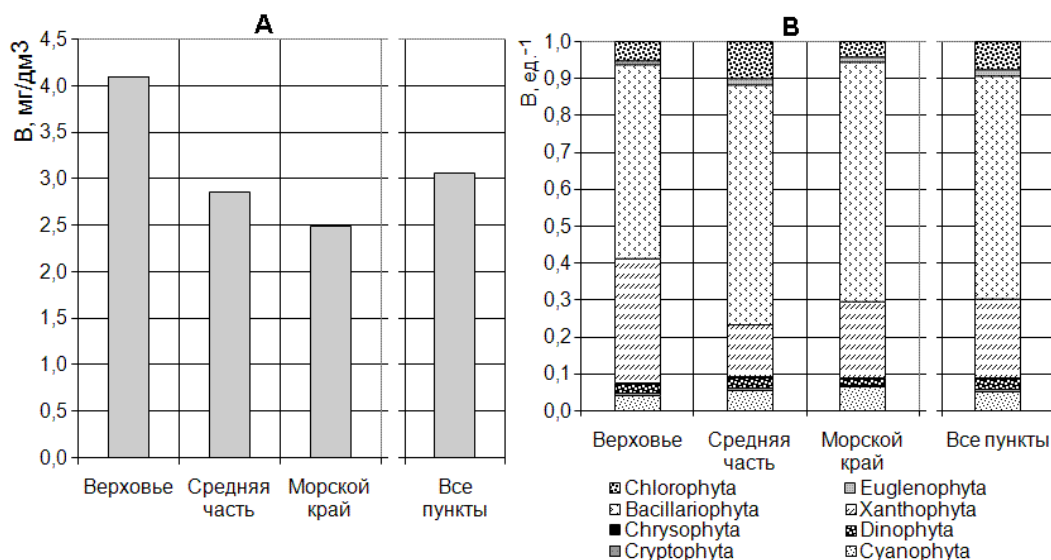 А
В, мг/дм3
4,5
4,0
3,5
3,0
2,5
2,0
1,5
1,0
0,5
0,0
Верховье
Средняя часть
Морской край
Все пункты
В
В, ед.-1
1,0
0,9
0,8
0,7
0,6
0,5
0,4
0,3
0,2
0,1
0,0
Верховье
Средняя часть
Морской край
Все пункты
Chlorophyta
Euglenophyta
Bacillariophyta
Xanthophyta
Chrysophyta
Dinophyta
Cryptophyta
Cyanophyta